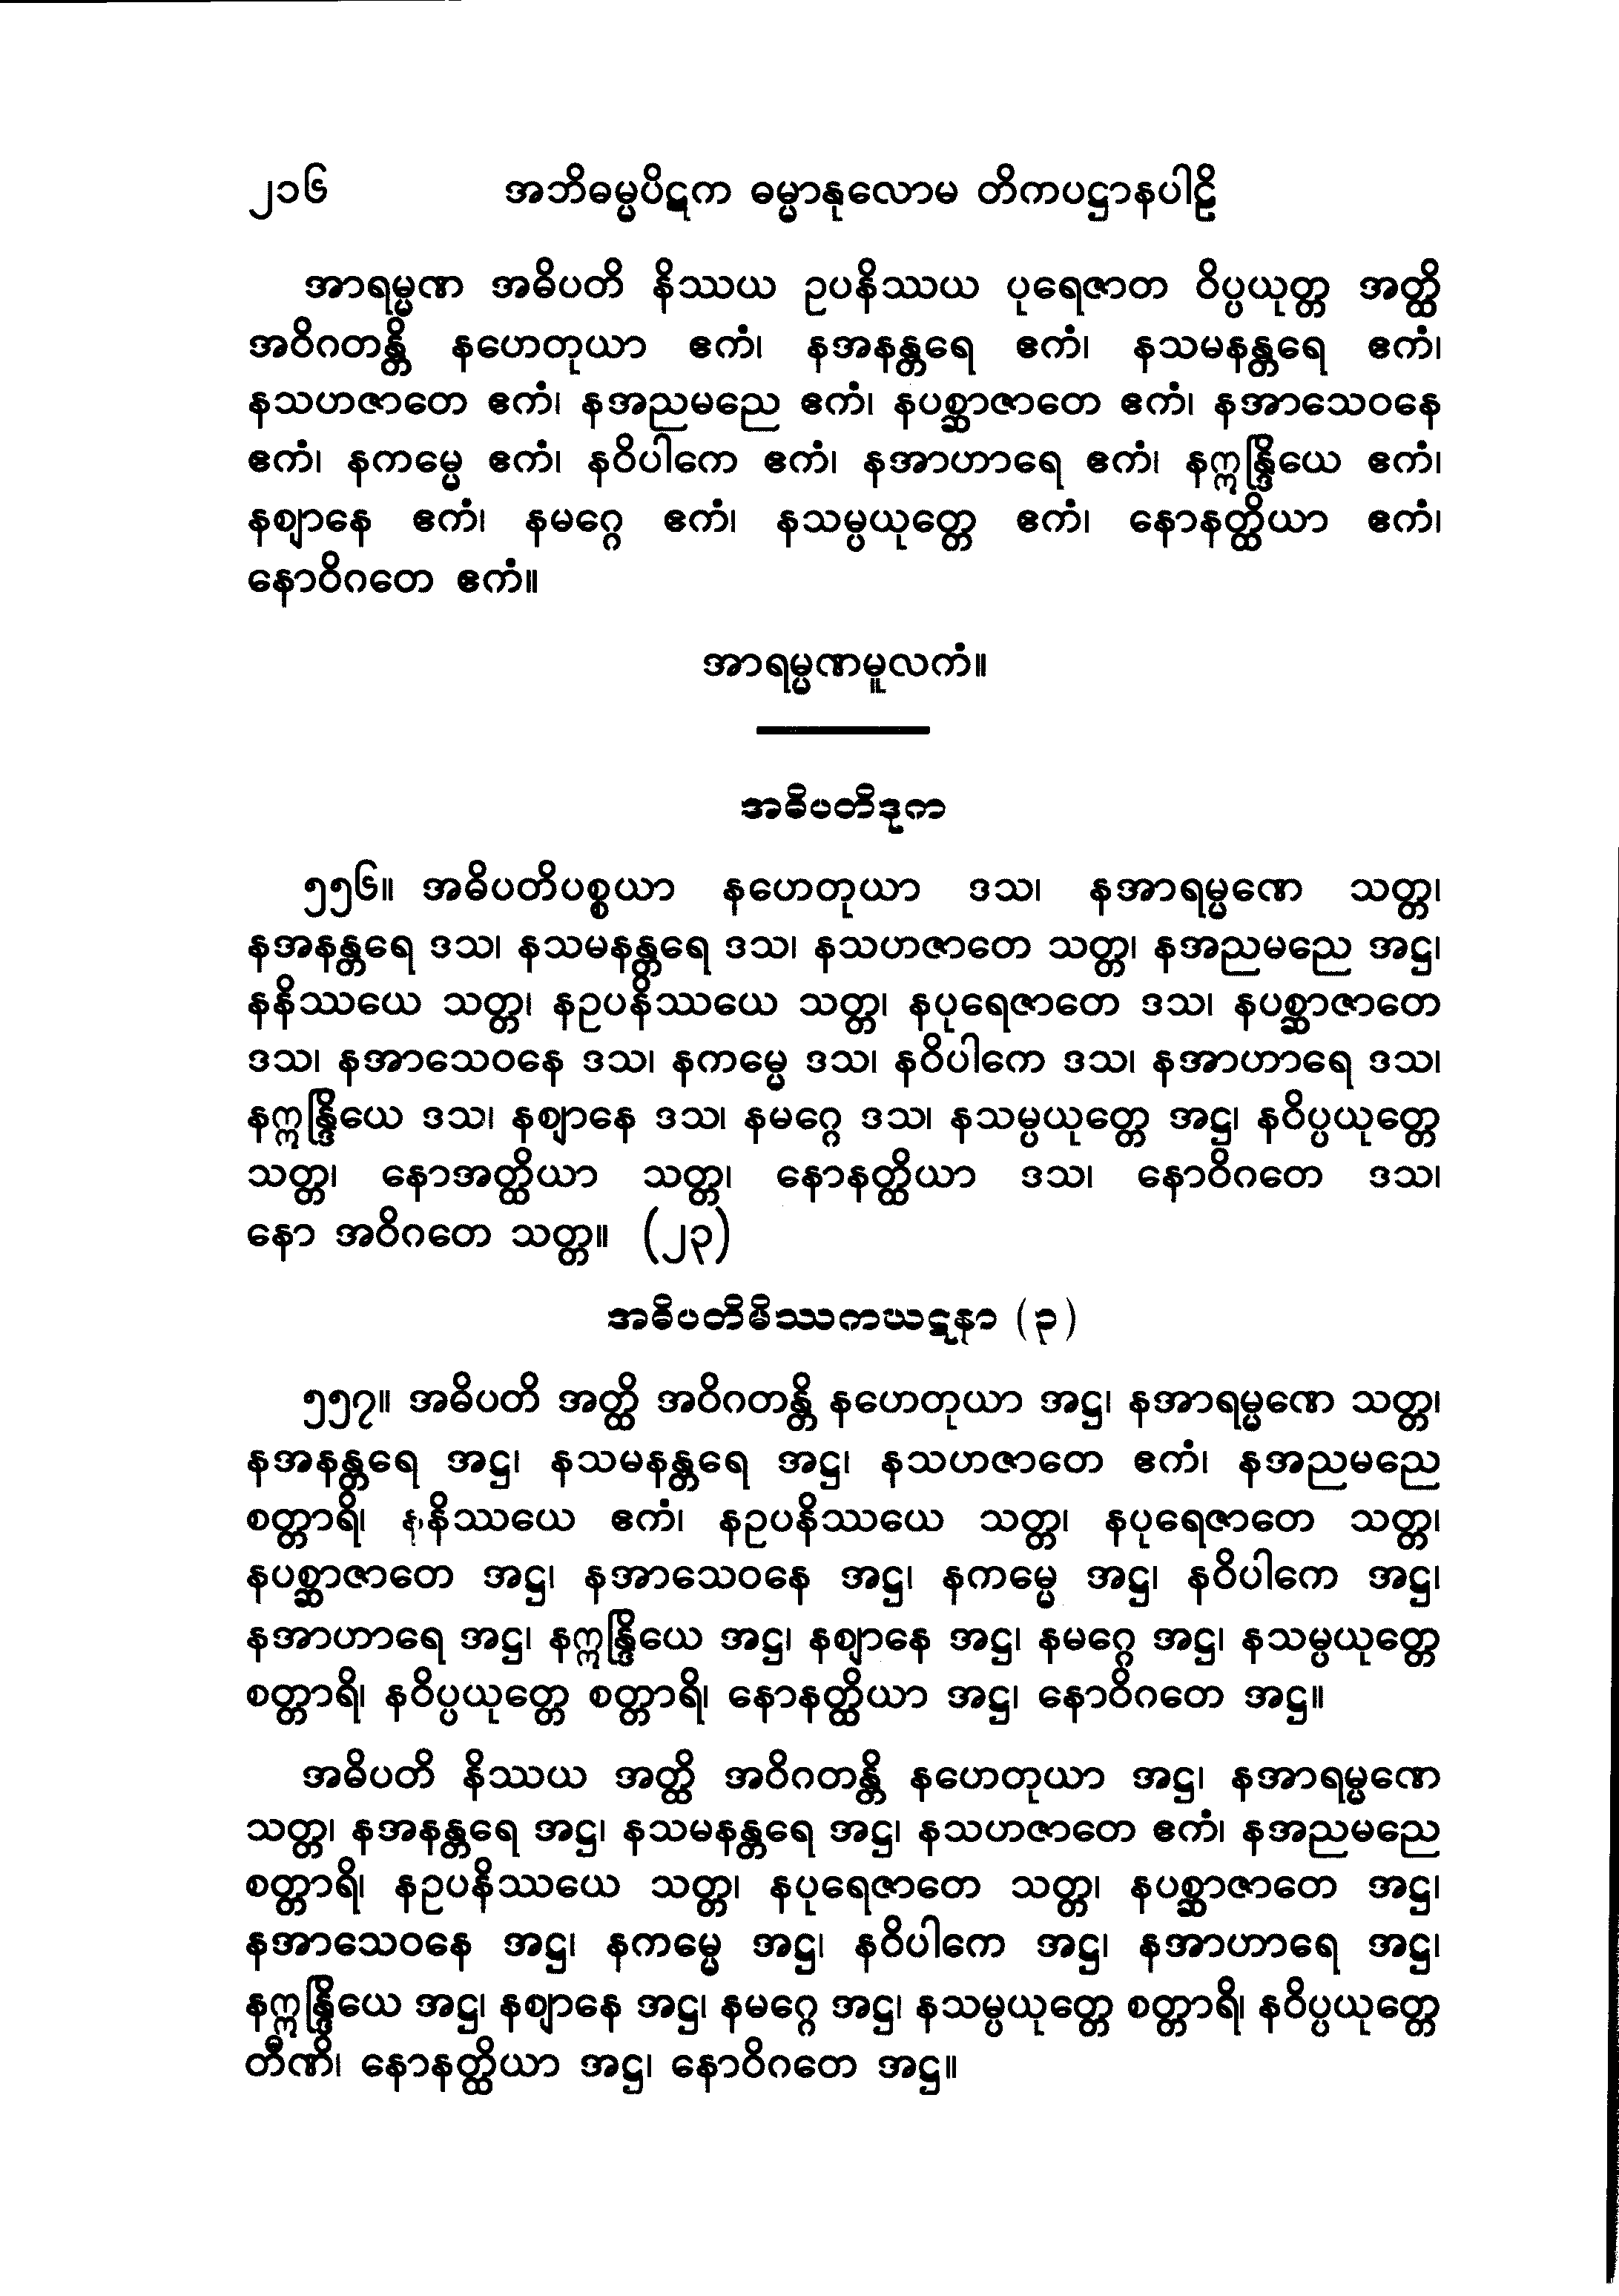 ၂၁၆ အဘိဓမ္မပိဋက ဓမ္မာနုလောမ တိကပဋ္ဌာနပါဠိ
အာရမ္မဏ အဓိပတိ နိဿယ ဥပနိဿယ ပုရေဇာတ ဝိပ္ပယုတ္တ အတ္ထိ
အဝိဂတန္တိ နဟေတုယာ ဧကံ၊ နအနန္တရေ ဧကံ၊ နသမနန္တရေ ဧကံ၊
နသဟဇာတေ ဧကံ၊ နအညမညေ ဧကံ၊ နပစ္ဆာဇာတေ ဧကံ၊ နအာသေဝနေ
ဧကံ၊ နကမ္မေ ဧကံ၊ နဝိပါကေ ဧကံ၊ နအာဟာရေ ဧကံ၊ နဣန္ဒြိယေ ဧကံ၊
နဈာနေ ဧကံ၊ နမဂ္ဂေ ဧကံ၊ နသမ္ပယုတ္တေ ဧကံ၊ နောနတ္ထိယာ ဧကံ၊
နောဝိဂတေ ဧကံ။
အာရမ္မဏမူလကံ။
အဓိပတိဒုက
၅၅၆။ အဓိပတိပစ္စယာ နဟေတုယာ ဒသ၊ နအာရမ္မဏေ သတ္တ၊
နအနန္တရေ ဒသ၊ နသမနန္တရေ ဒသ၊ နသဟဇာတေ သတ္တ၊ နအညမညေ အဋ္ဌ၊
နနိဿယေ သတ္တ၊ နဥပနိဿယေ သတ္တ၊ နပုရေဇာတေ ဒသ၊ နပစ္ဆာဇာတေ
ဒသ၊ နအာသေဝနေ ဒသ၊ နကမ္မေ ဒသ၊ နဝိပါကေ ဒသ၊ နအာဟာရေ ဒသ၊
နဣန္ဒြိယေ ဒသ၊ နဈာနေ ဒသ၊ နမဂ္ဂေ ဒသ၊ နသမ္ပယုတ္တေ အဋ္ဌ၊ နဝိပ္ပယုတ္တေ
သတ္တ၊ နောအတ္ထိယာ သတ္တ၊ နောနတ္ထိယာ ဒသ၊ နောဝိဂတေ ဒသ၊
နော အဝိဂတေ သတ္တ။ (၂၃)
အဓိပတိမိဿကဃဋနာ (၃)
၅၅၇။ အဓိပတိ အတ္ထိ အဝိဂတန္တိ နဟေတုယာ အဋ္ဌ၊ နအာရမ္မဏေ သတ္တ၊
နအနန္တရေ အဋ္ဌ၊ နသမနန္တရေ အဋ္ဌ၊ နသဟဇာတေ ဧကံ၊ နအညမညေ
စတ္တာရိ၊ နနိဿယေ ဧကံ၊ နဥပနိဿယေ သတ္တ၊ နပုရေဇာတေ သတ္တ၊
နပစ္ဆာဇာတေ အဋ္ဌ၊ နအာသေဝနေ အဋ္ဌ၊ နကမ္မေ အဋ္ဌ၊ နဝိပါကေ အဋ္ဌ၊
နအာဟာရေ အဋ္ဌ၊ နဣန္ဒြိယေ အဋ္ဌ၊ နဈာနေ အဋ္ဌ၊ နမဂ္ဂေ အဋ္ဌ၊ နသမ္ပယုတ္တေ
စတ္တာရိ၊ နဝိပ္ပယုတ္တေ စတ္တာရိ၊ နောနတ္ထိယာ အဋ္ဌ၊ နောဝိဂတေ အဋ္ဌ။
အဓိပတိ နိဿယ အတ္ထိ အဝိဂတန္တိ နဟေတုယာ အဋ္ဌ၊ နအာရမ္မဏေ
သတ္တ၊ နအနန္တရေ အဋ္ဌ၊ နသမနန္တရေ အဋ္ဌ၊ နသဟဇာတေ ဧကံ၊ နအညမညေ
စတ္တာရိ၊ နဥပနိဿယေ သတ္တ၊ နပုရေဇာတေ သတ္တ၊ နပစ္ဆာဇာတေ အဋ္ဌ၊
နအာသေဝနေ အဋ္ဌ၊ နကမ္မေ အဋ္ဌ၊ နဝိပါကေ အဋ္ဌ၊ နအာဟာရေ အဋ္ဌ၊
နဣန္ဒြိယေ အဋ္ဌ၊ နဈာနေ အဋ္ဌ၊ နမဂ္ဂေ အဋ္ဌ၊ နသမ္ပယုတ္တေ စတ္တာရိ၊ နဝိပ္ပယုတ္တေ
တီဏိ၊ နောနတ္ထိယာ အဋ္ဌ၊ နောဝိဂတေ အဋ္ဌ။